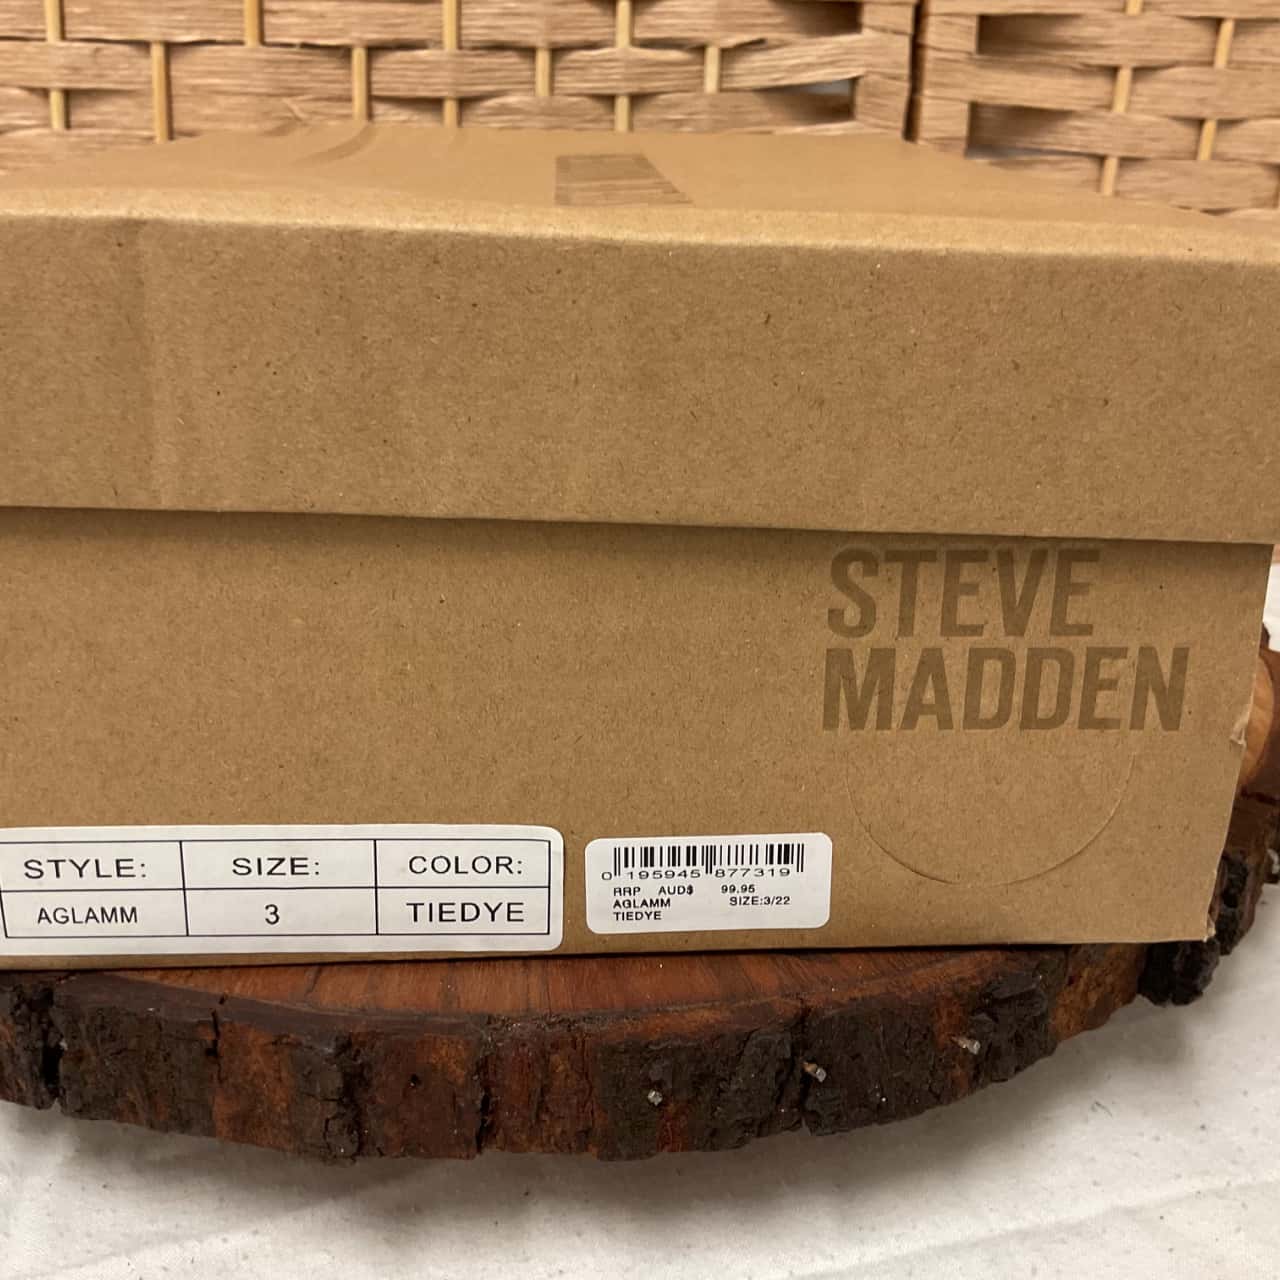 STEVE
MADDEN
STYLE: SIZE: COLOR:
AGLAMM 3 TIEDYE
0 195945 877319
RRP AUD$ 99.95
AGLAMM SIZE:3/22
TIEDYE